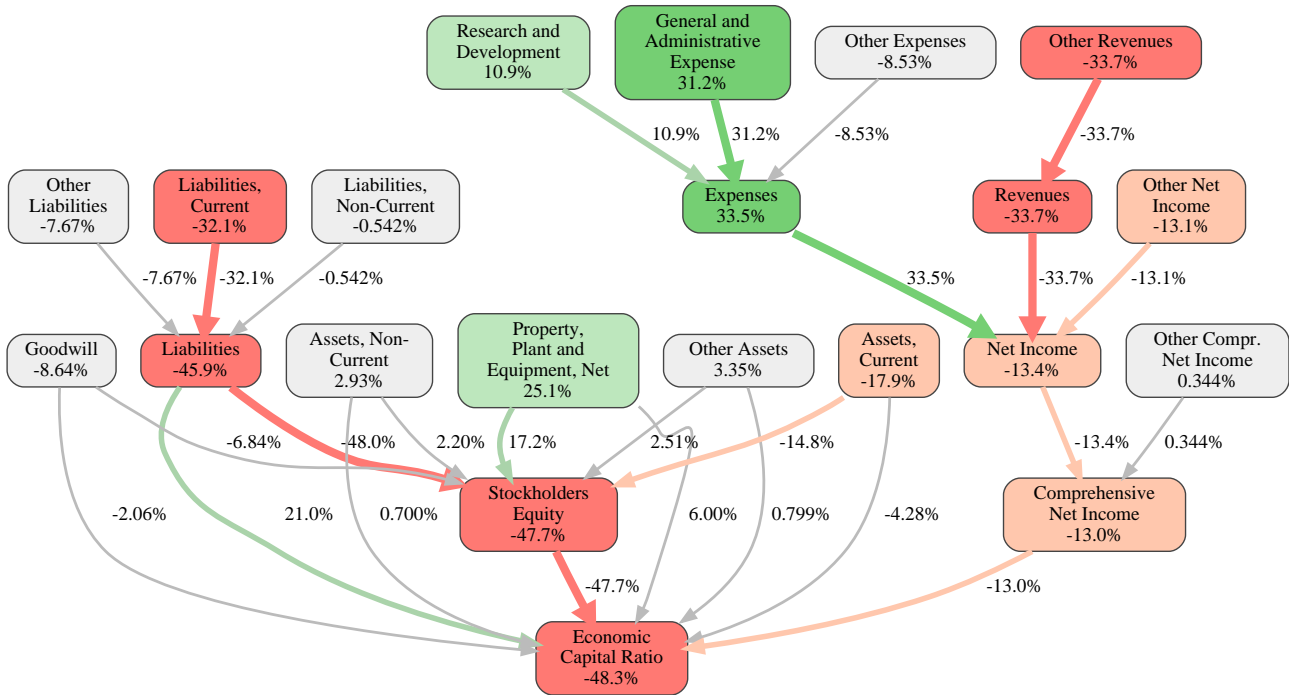 Research and
Development
10.9%
General and
Administrative
Expense
31.2%
Other Expenses
-8.53%
Other Revenues
-33.7%
10.9%
31.2%
-8.53%
-33.7%
Other
Liabilities
-7.67%
Liabilities,
Current
-32.1%
Liabilities,
Non-Current
-0.542%
Expenses
33.5%
Revenues
-33.7%
Other Net
Income
-13.1%
-7.67%
-32.1%
-0.542%
33.5%
-33.7%
-13.1%
Goodwill
-8.64%
Liabilities
-45.9%
Assets, Non-
Current
2.93%
Property,
Plant and
Equipment, Net
25.1%
Other Assets
3.35%
Assets,
Current
-17.9%
Net Income
-13.4%
Other Compr.
Net Income
0.344%
-6.84%
-48.0%
2.20%
17.2%
2.51%
-14.8%
-13.4%
0.344%
Stockholders
Equity
-47.7%
Comprehensive
Net Income
-13.0%
-2.06%
21.0%
0.700%
6.00%
0.799%
-4.28%
-47.7%
-13.0%
Economic
Capital Ratio
-48.3%